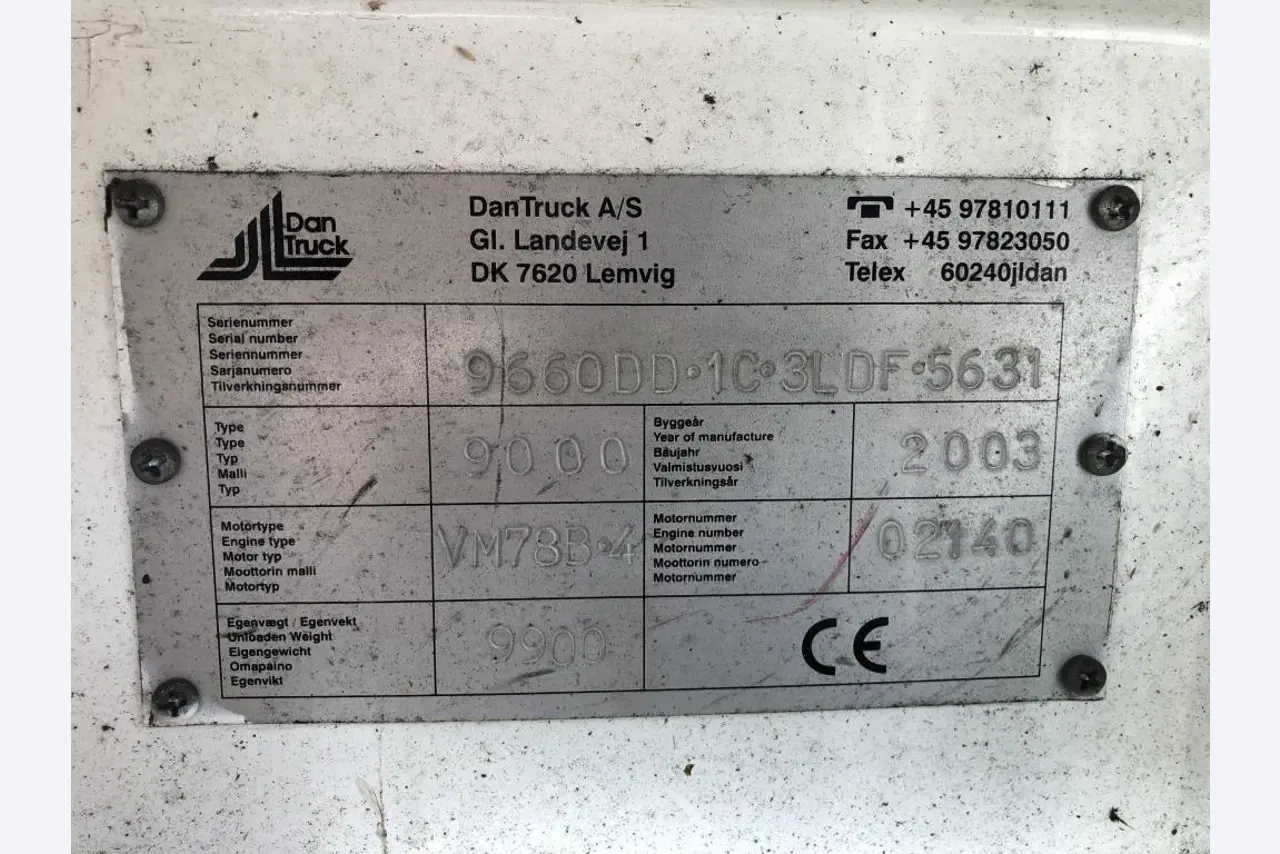 Dan
Truck
DanTruck A/S
Gl. Landevej 1
DK 7620 Lemvig
+45 97810111
Fax +45 97823050
Telex 60240jldan
Serienummer
Serial number
Seriennummer
Sarjanumero
Tilverkningsnummer
9660DD·1C·3LDF·5631
Type
Type
Typ
Malli
Typ
9000
Byggeår
Year of manufacture
Baujahr
Valmistusvuosi
Tilverkningsår
2003
Motortype
Engine type
Motor typ
Moottorin malli
Motortyp
VM78B·4
Motornummer
Engine number
Motornummer
Moottorin numero
Motornummer
02140
Egenvægt / Egenvekt
Unloaden Weight
Eigengewicht
Omapaino
Egenvikt
9900
CE